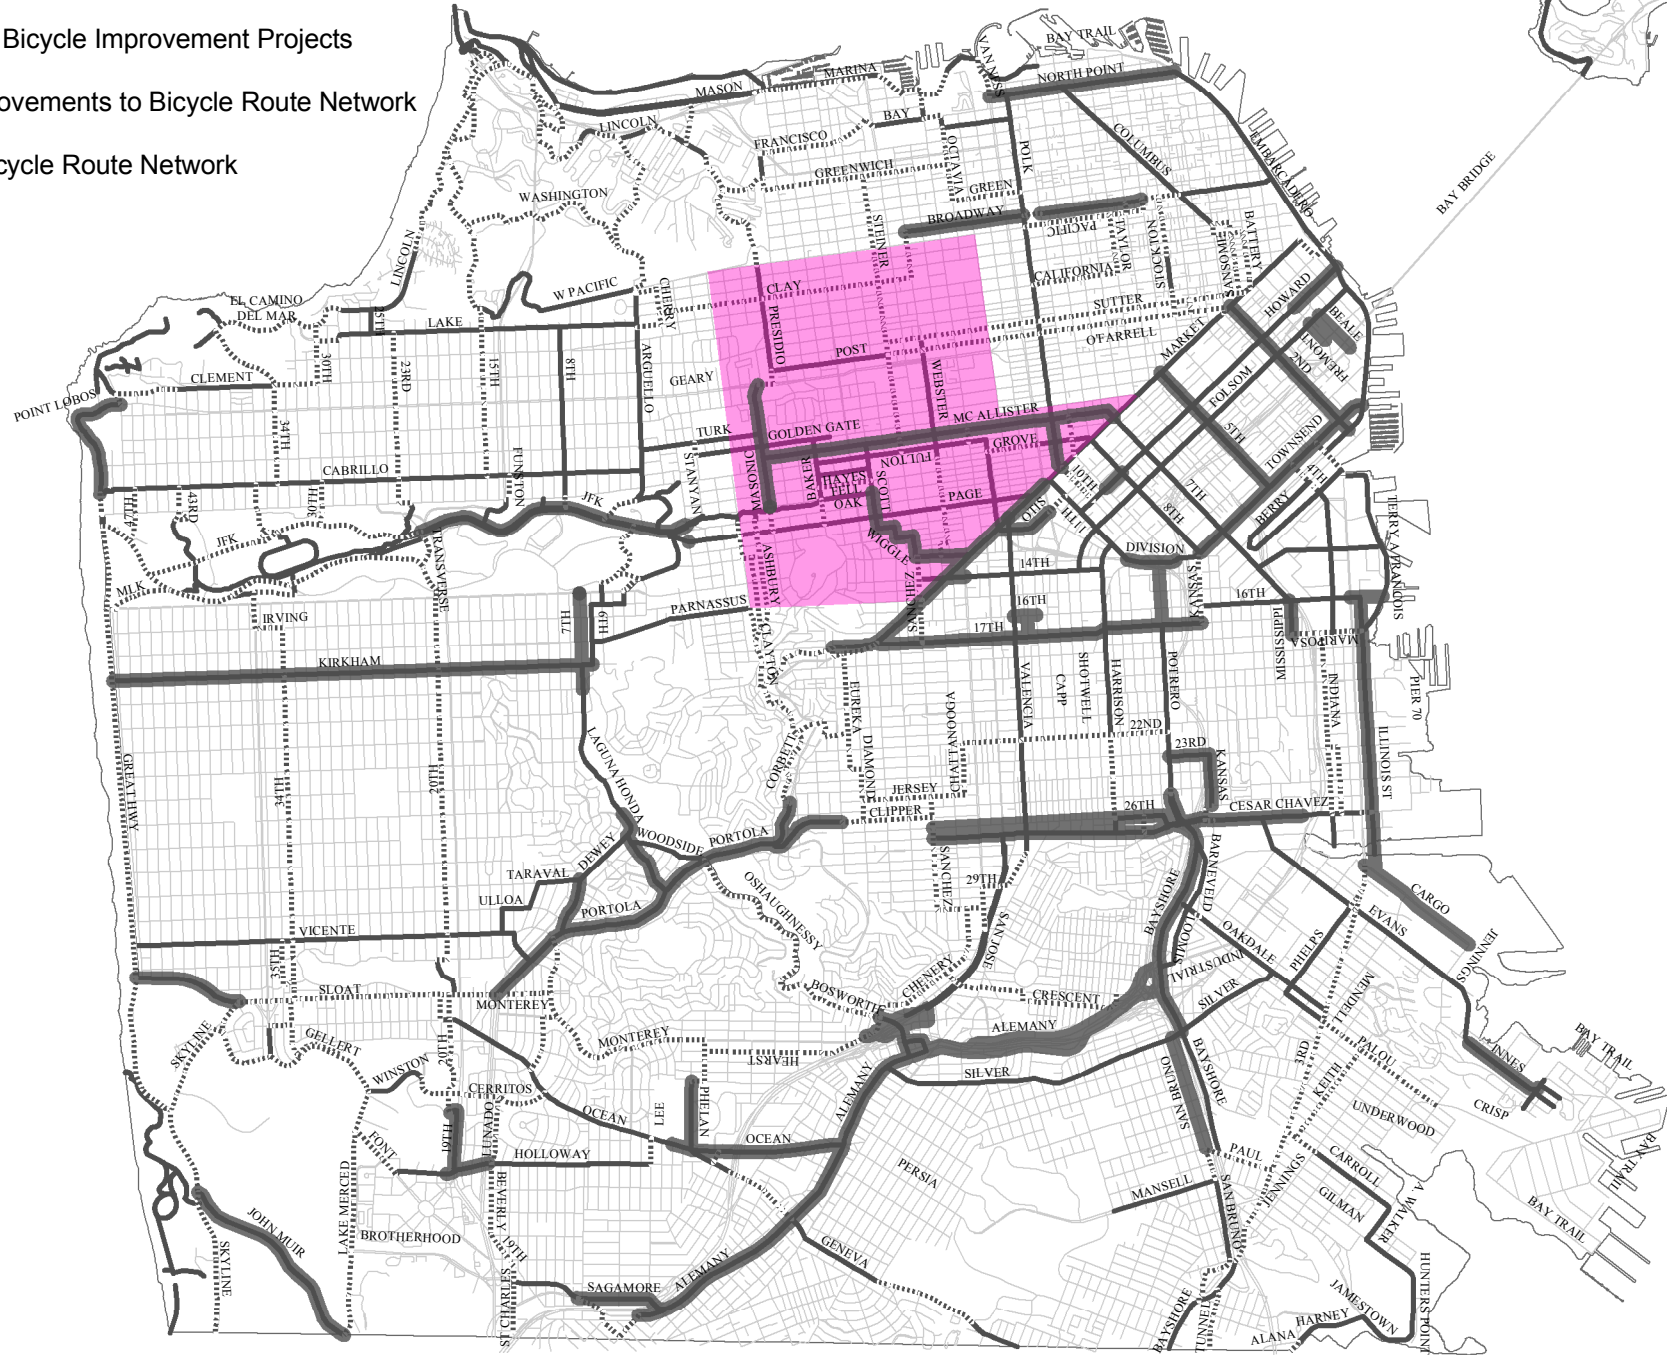 Bicycle Improvement Projects
ovements to Bicycle Route Network
cycle Route Network
BAY TRAIL
VAN NESS
NORTH POINT
MARINA
MASON
LINCOLN
BAY
FRANCISCO
COLUMBUS
POLK
EMBARCADERO
BAY BRIDGE
OCTAVIA
GREENWICH
GREEN
WASHINGTON
BROADWAY
PACIFIC
STEINER
TAYLOR
STOCKTON
SANSOME
BATTERY
LINCOLN
CALIFORNIA
W PACIFIC
CHERRY
CLAY
HOWARD
EL CAMINO
DEL MAR
25TH
LAKE
PRESIDIO
SUTTER
O'FARRELL
MARKET
BEALE
FREMONT
2ND
30TH
23RD
15TH
8TH
ARGUELLO
POST
WEBSTER
GEARY
CLEMENT
FOLSOM
POINT LOBOS
34TH
TURK
GOLDEN GATE
MC ALLISTER
5TH
TOWNSEND
GROVE
FULTON
CABRILLO
FUNSTON
STANYAN
MASONIC
BAKER
HAYES
FELL
OAK
SCOTT
PAGE
10TH
7TH
4TH
47TH
43RD
30TH
JFK
OTIS
11TH
8TH
BERRY
TERRY A FRANCOIS
JFK
TRANSVERSE
WIGGLE
DIVISION
ASHBURY
14TH
KANSAS
MLK
PARNASSUS
SANCHEZ
16TH
16TH
IRVING
7TH
6TH
17TH
MISSISSIPPI
MARIPOSA
CLAYTON
KIRKHAM
EUREKA
VALENCIA
CAPP
SHOTWELL
HARRISON
POTRERO
INDIANA
PIER 70
CHATTANOOGA
22ND
LAGUNA HONDA
CORBETT
DIAMOND
23RD
KANSAS
ILLINOIS ST
GREAT HWY
34TH
20TH
JERSEY
CLIPPER
26TH
CESAR CHAVEZ
DEWEY
WOODSIDE
PORTOLA
BARNEVELD
TARAVAL
SANCHEZ
29TH
ULLOA
PORTOLA
OSHAUGHNESSY
BAYSHORE
CARGO
EVANS
VICENTE
SAN JOSE
LOOMIS
OAKDALE
PHELPS
JENNINGS
35TH
INDUSTRIAL
SLOAT
MONTEREY
BOSWORTH
CHENERY
CRESCENT
SILVER
MENDELL
SKYLINE
GELLERT
20TH
MONTEREY
HEARST
ALEMANY
BAYSHORE
3RD
PALOU
INNES
BAY TRAIL
WINSTON
CERRITOS
ALEMANY
SILVER
SAN BRUNO
KEITH
CRISP
UNDERWOOD
19TH
JUNIPERO
OCEAN
LEE
PHELAN
OCEAN
FONT
HOLLOWAY
PERSIA
PAUL
JENNINGS
CARROLL
BAY TRAIL
LAKE MERCED
BEVERLY
MANSELL
SAN BRUNO
GILMAN
A WALKER
BAY TRAIL
JOHN MUIR
BROTHERHOOD
19TH
GENEVA
SKYLINE
ST CHARLES
SAGAMORE
ALEMANY
HUNTERS POINT
JAMESTOWN
BAYSHORE
TUNNEL
HARNEY
ALANA